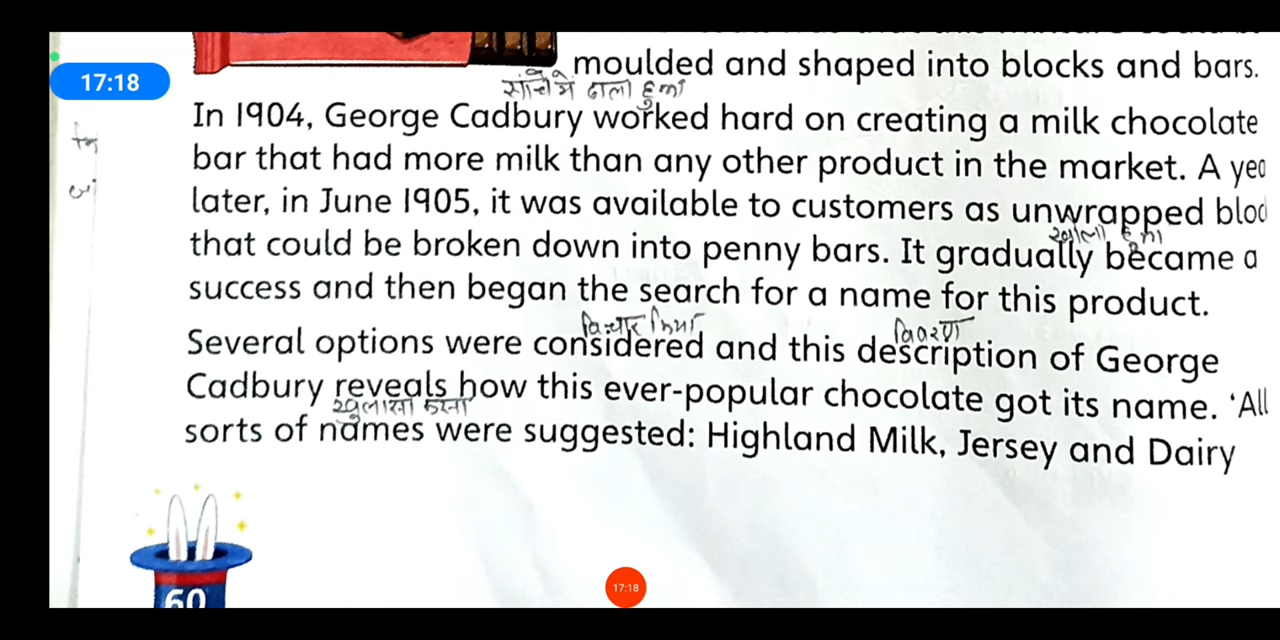 moulded and shaped into blocks and bars.
सांचे में ढाला हुआ
17:18
In 1904, George Cadbury worked hard on creating a milk chocolate
bar that had more milk than any other product in the market. A yea
later, in June 1905, it was available to customers as unwrapped bloc
खोला हुआ
that could be broken down into penny bars. It gradually became a
success and then began the search for a name for this product.
विचार किया विवरण
Several options were considered and this description of George
Cadbury reveals how this ever-popular chocolate got its name. 'All
खुलासा करना
sorts of names were suggested: Highland Milk, Jersey and Dairy
60
17:18